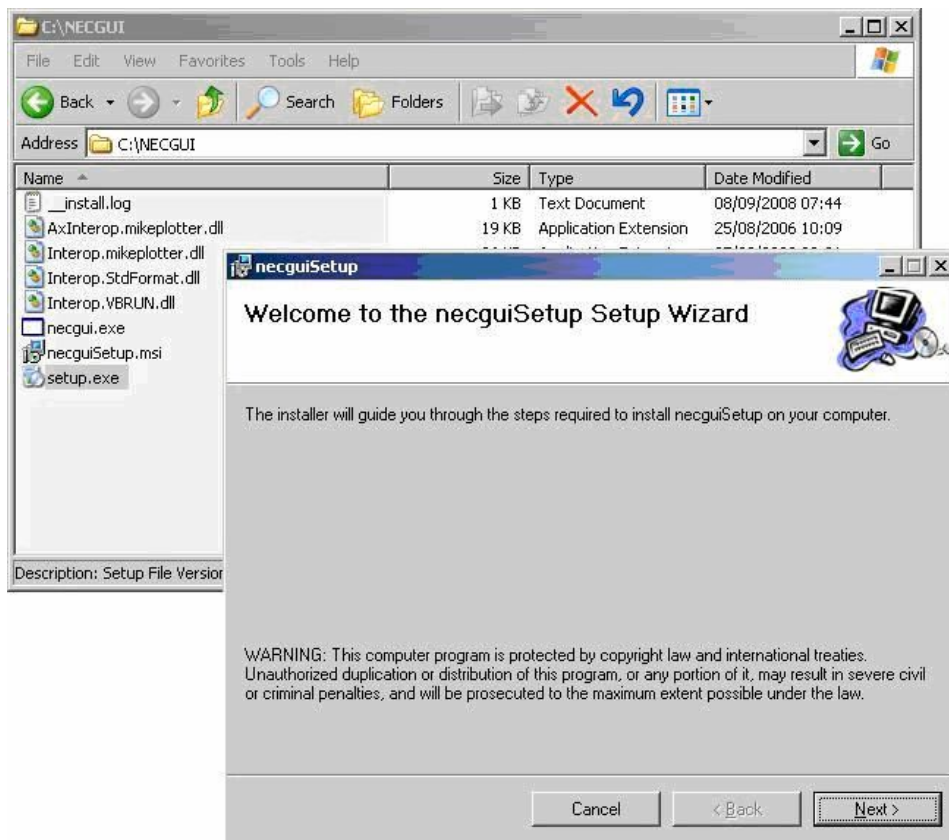 C:\NECGUI
File Edit View Favorites Tools Help
Back Search Folders
Address C:\NECGUI Go
Name Size Type Date Modified
__install.log 1 KB Text Document 08/09/2008 07:44
AxInterop.mikeplotter.dll 19 KB Application Extension 25/08/2006 10:09
Interop.mikeplotter.dll
Interop.StdFormat.dll
Interop.VBRUN.dll
necgui.exe
necguiSetup.msi
setup.exe
Description: Setup File Version
necguiSetup
Welcome to the necguiSetup Setup Wizard
The installer will guide you through the steps required to install necguiSetup on your computer.
WARNING: This computer program is protected by copyright law and international treaties.
Unauthorized duplication or distribution of this program, or any portion of it, may result in severe civil
or criminal penalties, and will be prosecuted to the maximum extent possible under the law.
Cancel < Back Next >